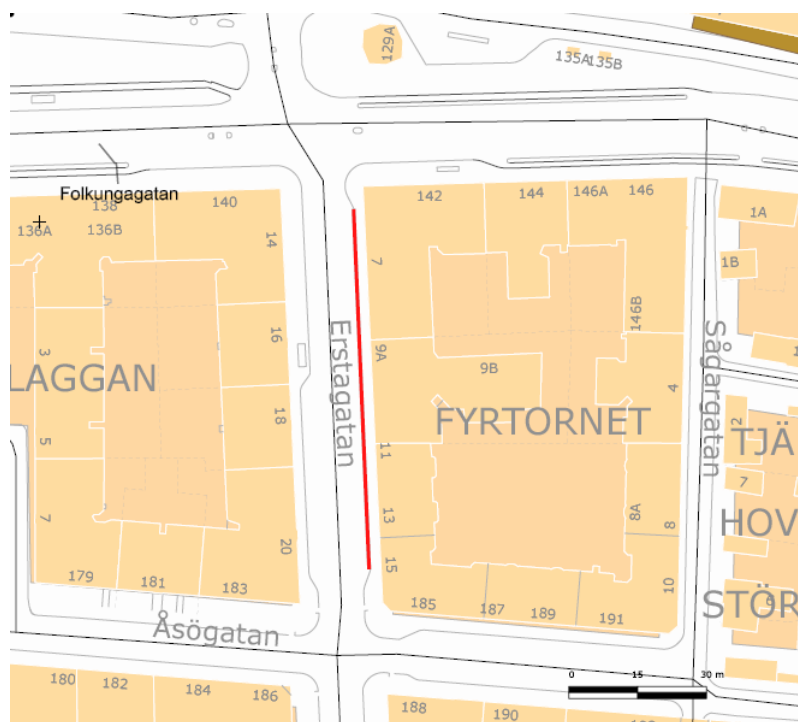 129A
135A
135B
Folkungagatan
138
140
136A
136B
14
142
144
146A
146
1A
1B
7
16
146B
Erstagatan
Sågargatan
3
9A
9B
LAGGAN
18
4
FYRTORNET
2
TJÄ
5
11
7
7
13
8A
8
HOV
20
15
10
179
181
183
185
187
189
191
STÖR
6
Åsögatan
0
15
30 m
180
182
184
186
188
190